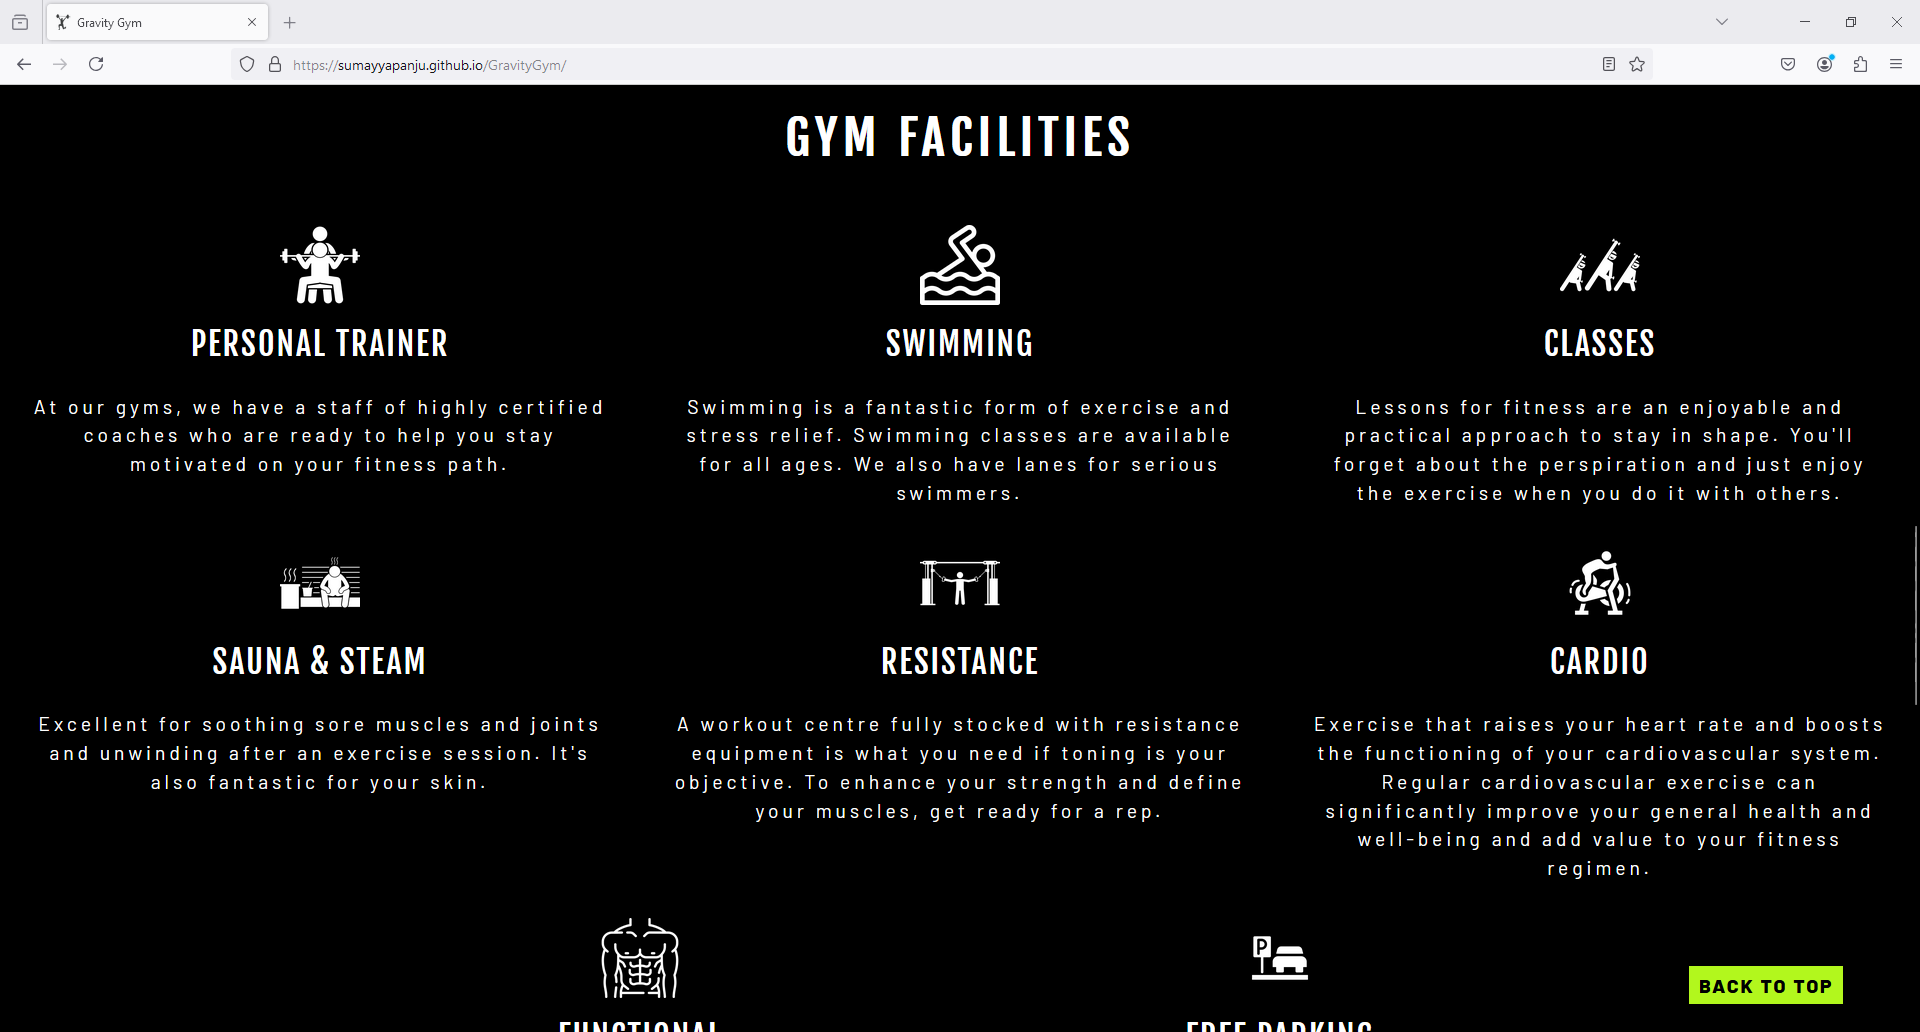 Gravity Gym
https://sumayyapanju.github.io/GravityGym/
GYM FACILITIES
PERSONAL TRAINER
At our gyms, we have a staff of highly certified
coaches who are ready to help you stay
motivated on your fitness path.
SWIMMING
Swimming is a fantastic form of exercise and
stress relief. Swimming classes are available
for all ages. We also have lanes for serious
swimmers.
CLASSES
Lessons for fitness are an enjoyable and
practical approach to stay in shape. You'll
forget about the perspiration and just enjoy
the exercise when you do it with others.
SAUNA & STEAM
Excellent for soothing sore muscles and joints
and unwinding after an exercise session. It's
also fantastic for your skin.
RESISTANCE
A workout centre fully stocked with resistance
equipment is what you need if toning is your
objective. To enhance your strength and define
your muscles, get ready for a rep.
CARDIO
Exercise that raises your heart rate and boosts
the functioning of your cardiovascular system.
Regular cardiovascular exercise can
significantly improve your general health and
well-being and add value to your fitness
regimen.
P
FUNCTIONAL
FREE PARKING
BACK TO TOP